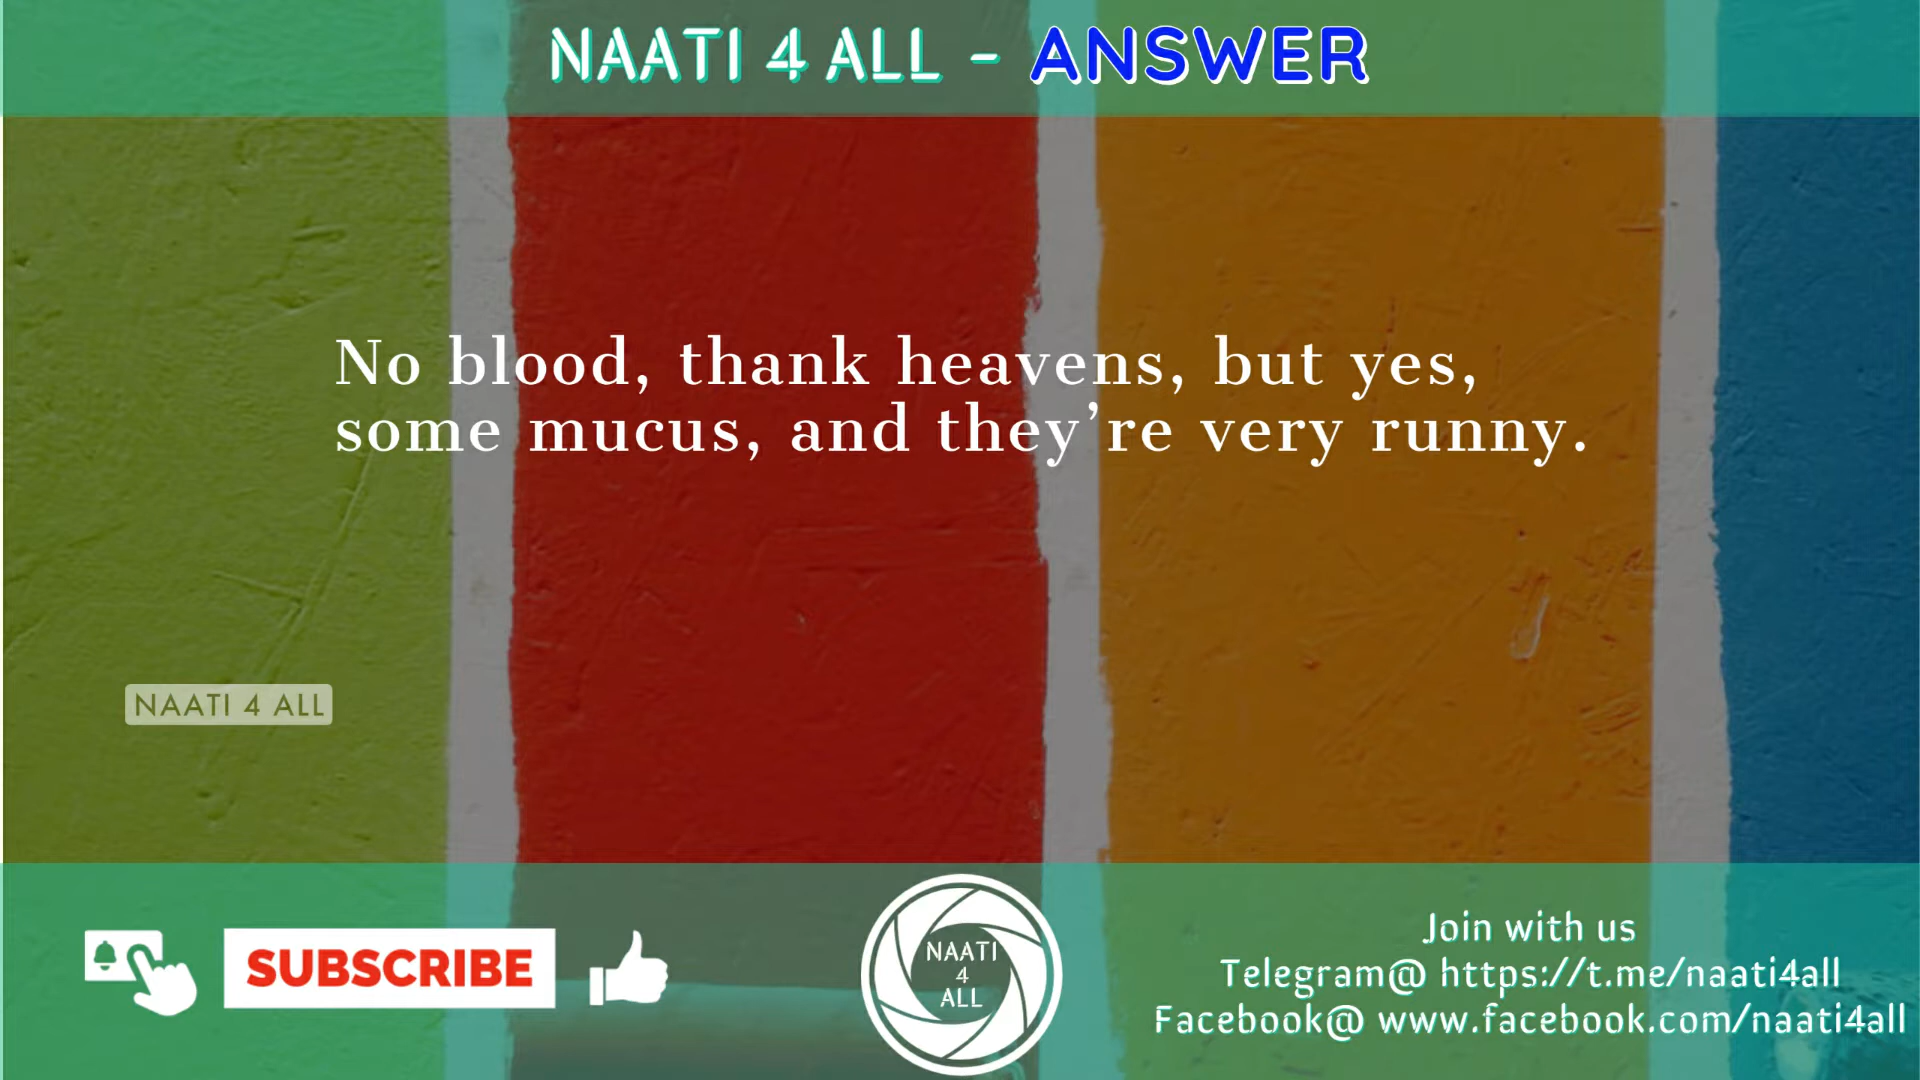 NAATI 4 ALL - ANSWER
No blood, thank heavens, but yes,
some mucus, and they’re very runny.
NAATI 4 ALL
SUBSCRIBE
NAATI
4
ALL
Join with us
Telegram@ https://t.me/naati4all
Facebook@ www.facebook.com/naati4all